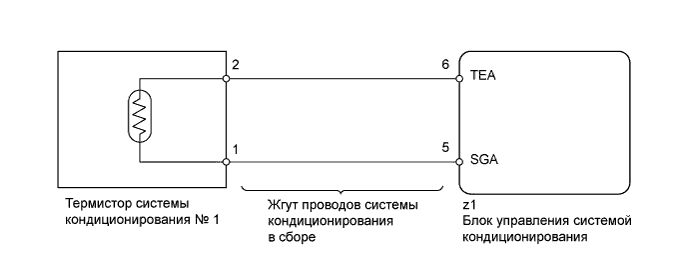 2
6
TEA
1
5
SGA
Термистор системы
кондиционирования № 1
Жгут проводов системы
кондиционирования
в сборе
z1
Блок управления системой
кондиционирования